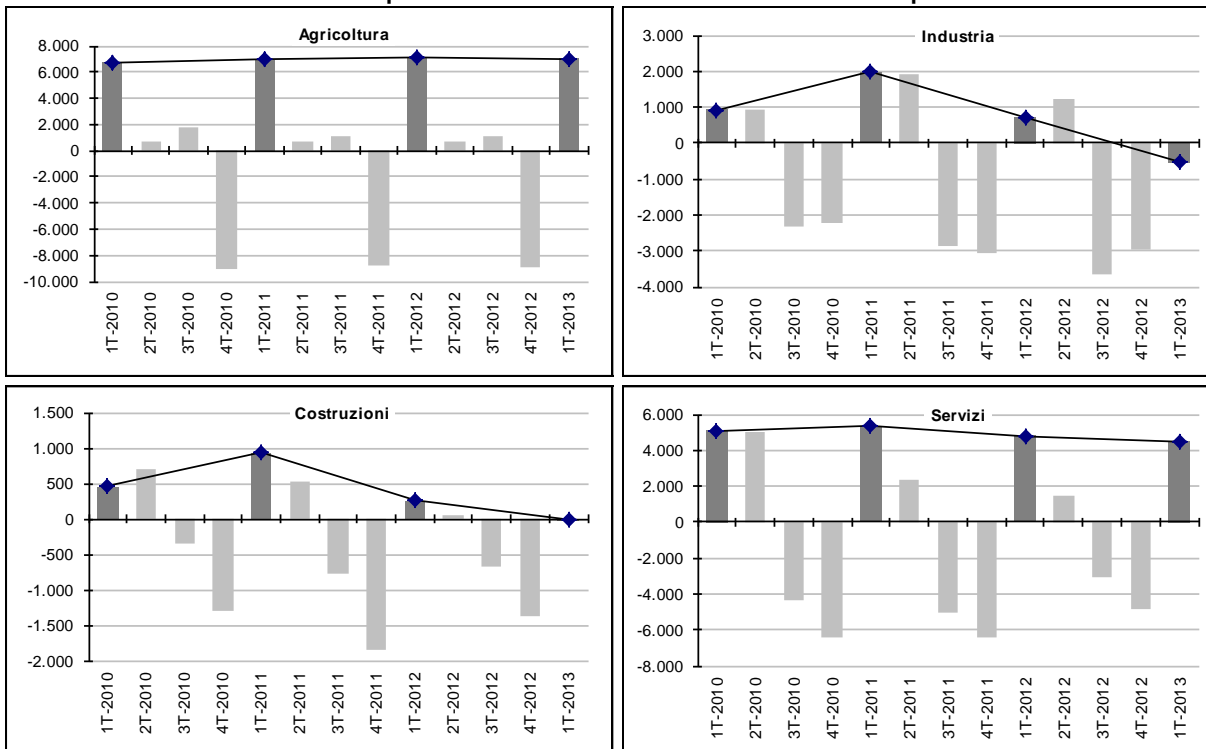 Agricoltura
8.000
6.000
4.000
2.000
0
-2.000
-4.000
-6.000
-8.000
-10.000
1T-2010
2T-2010
3T-2010
4T-2010
1T-2011
2T-2011
3T-2011
4T-2011
1T-2012
2T-2012
3T-2012
4T-2012
1T-2013
Industria
3.000
2.000
1.000
0
-1.000
-2.000
-3.000
-4.000
1T-2010
2T-2010
3T-2010
4T-2010
1T-2011
2T-2011
3T-2011
4T-2011
1T-2012
2T-2012
3T-2012
4T-2012
1T-2013
Costruzioni
1.500
1.000
500
0
-500
-1.000
-1.500
-2.000
1T-2010
2T-2010
3T-2010
4T-2010
1T-2011
2T-2011
3T-2011
4T-2011
1T-2012
2T-2012
3T-2012
4T-2012
1T-2013
Servizi
6.000
4.000
2.000
0
-2.000
-4.000
-6.000
-8.000
1T-2010
2T-2010
3T-2010
4T-2010
1T-2011
2T-2011
3T-2011
4T-2011
1T-2012
2T-2012
3T-2012
4T-2012
1T-2013